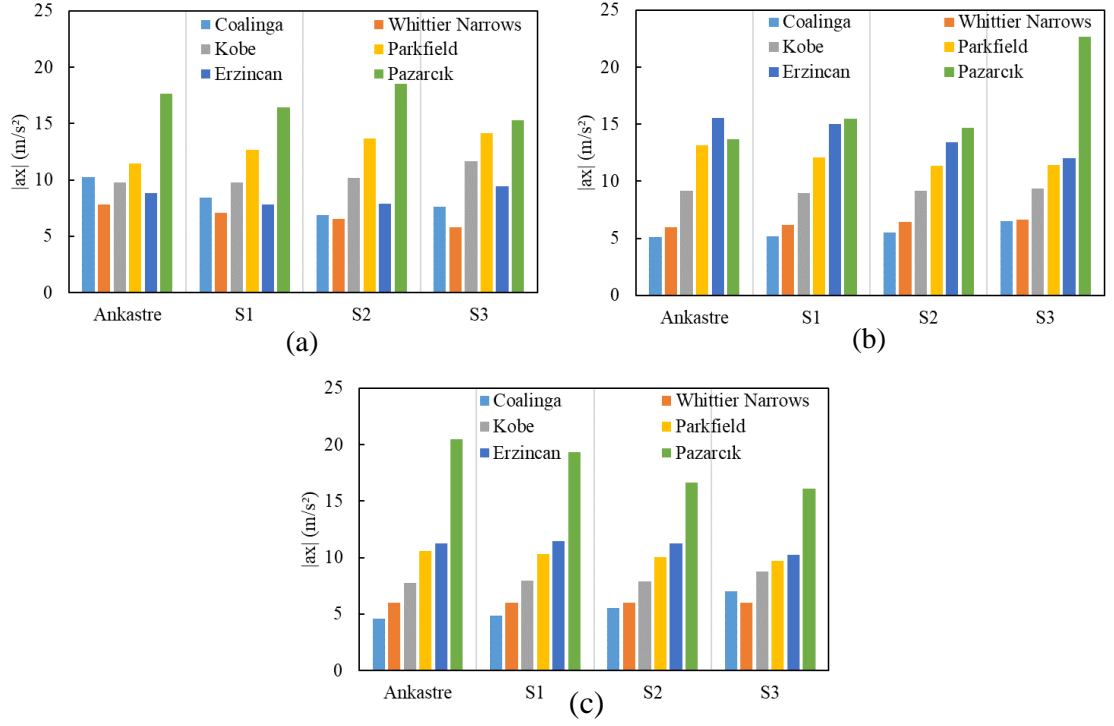 25
20
15
10
5
0
|ax| (m/s²)
Coalinga Whittier Narrows
Kobe Parkfield
Erzincan Pazarcık
Ankastre S1 S2 S3
(a)
25
20
15
10
5
0
|ax| (m/s²)
Coalinga Whittier Narrows
Kobe Parkfield
Erzincan Pazarcık
Ankastre S1 S2 S3
(b)
25
20
15
10
5
0
|ax| (m/s²)
Coalinga Whittier Narrows
Kobe Parkfield
Erzincan Pazarcık
Ankastre S1 S2 S3
(c)